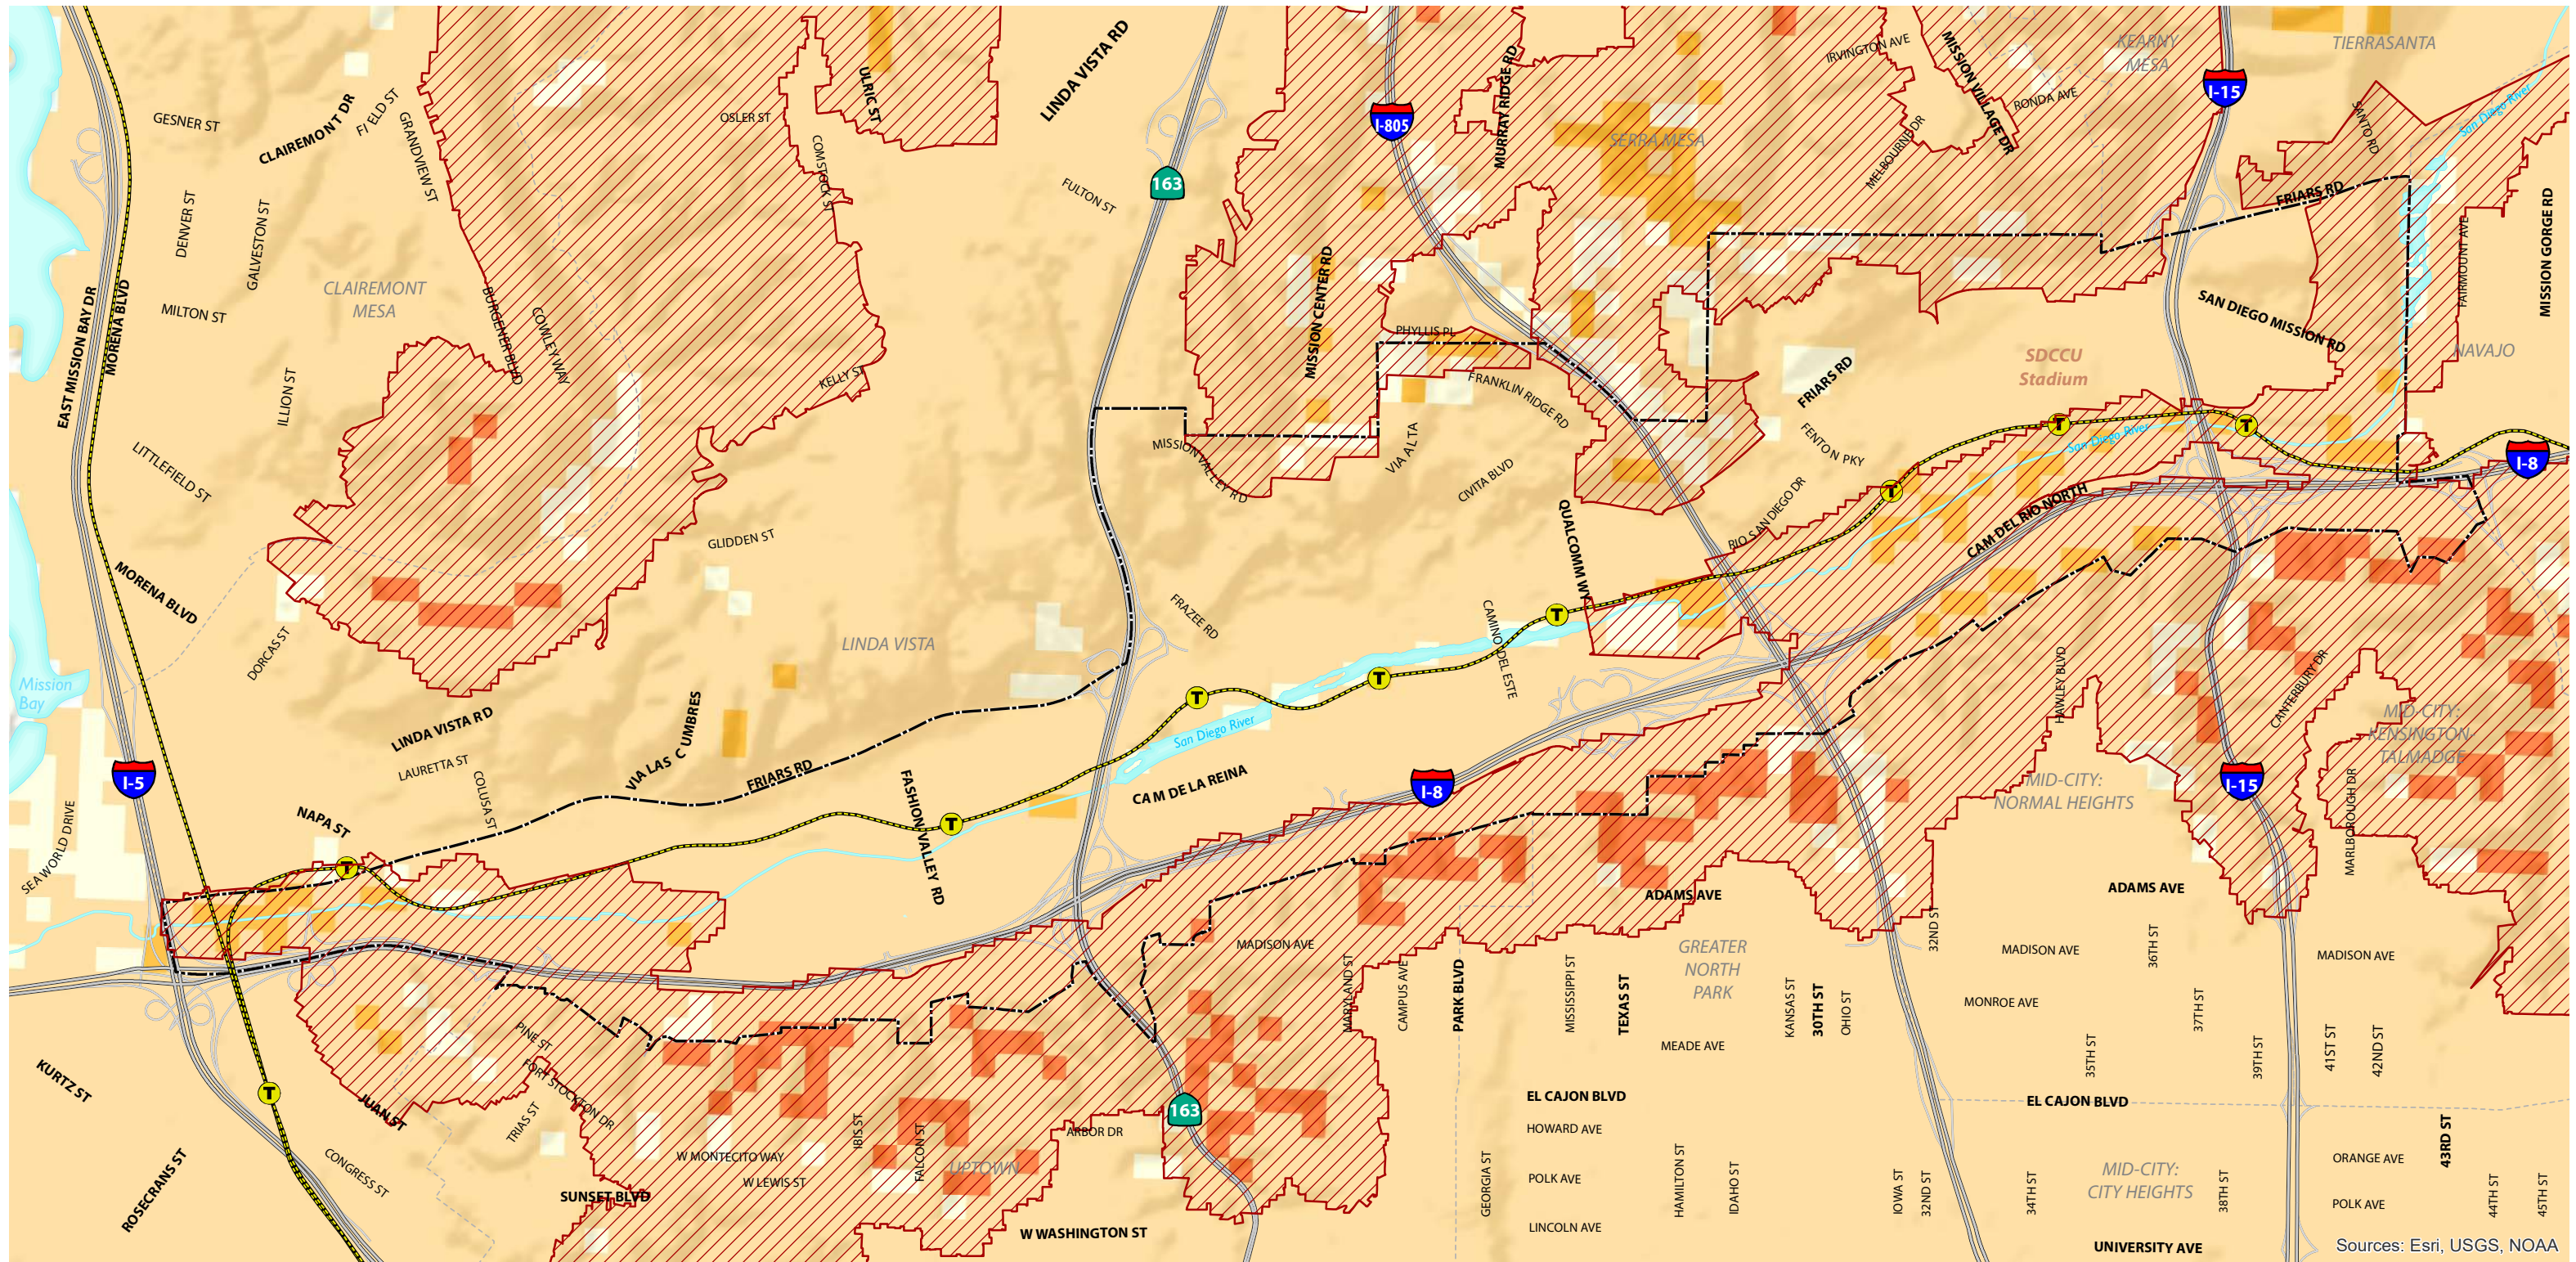 LINDA VISTA RD
ULRIC ST
OSLER ST
COMSTOCK ST
GESNER ST
CLAIREMONT DR
FIELD ST
GRANDVIEW ST
DENVER ST
GALVESTON ST
CLAIREMONT
MESA
MILTON ST
EAST MISSION BAY DR
MORENA BLVD
BURGENER BLVD
COWLEY WAY
KELLY ST
ILLION ST
LITTLEFIELD ST
163
FULTON ST
I-805
MURRAY RIDGE RD
SERRA MESA
IRVINGTON AVE
MISSION VILLAGE DR
KEARNY
MESA
RONDA AVE
MELBOURNE DR
I-15
TIERRASANTA
SANTO RD
San Diego River
FRIARS RD
FAIRMOUNT AVE
MISSION GORGE RD
SAN DIEGO MISSION RD
NAVAJO
MISSION CENTER RD
PHYLLIS PL
FRANKLIN RIDGE RD
VIA ALTA
CIVITA BLVD
MISSION VALLEY RD
SDCCU
Stadium
FRIARS RD
FENTON PKY
T
San Diego River
T
T
I-8
RIO SAN DIEGO DR
CAM DEL RIO NORTH
QUALCOMM WY
GLIDDEN ST
MORENA BLVD
DORCAS ST
LINDA VISTA
FRAZEE RD
CAMINO DEL ESTE
T
T
T
San Diego River
Mission
Bay
LINDA VISTA RD
LAURETTA ST
COLUSA ST
VIA LAS CUMBRES
FRIARS RD
FASHION VALLEY RD
T
CAM DE LA REINA
I-8
I-5
NAPA ST
T
SEA WORLD DRIVE
HAWLEY BLVD
CANTERBURY DR
MID-CITY:
KENSINGTON
TALMADGE
MID-CITY:
NORMAL HEIGHTS
I-15
MARLBOROUGH DR
ADAMS AVE
ADAMS AVE
MADISON AVE
GREATER
NORTH
PARK
32ND ST
MADISON AVE
36TH ST
MADISON AVE
MARYLAND ST
CAMPUS AVE
PARK BLVD
MISSISSIPPI ST
TEXAS ST
KANSAS ST
30TH ST
OHIO ST
MONROE AVE
37TH ST
35TH ST
39TH ST
41ST ST
42ND ST
MEADE AVE
KURTZ ST
T
JUAN ST
PINE ST
FORT STOCKTON DR
TRIAS ST
IBIS ST
FALCON ST
ARBOR DR
163
EL CAJON BLVD
EL CAJON BLVD
HOWARD AVE
W MONTECITO WAY
UPTOWN
W LEWIS ST
SUNSET BLVD
CONGRESS ST
ROSECRANS ST
W WASHINGTON ST
GEORGIA ST
POLK AVE
LINCOLN AVE
HAMILTON ST
IDAHO ST
IOWA ST
32ND ST
34TH ST
MID-CITY:
CITY HEIGHTS
38TH ST
ORANGE AVE
43RD ST
POLK AVE
44TH ST
45TH ST
UNIVERSITY AVE
Sources: Esri, USGS, NOAA